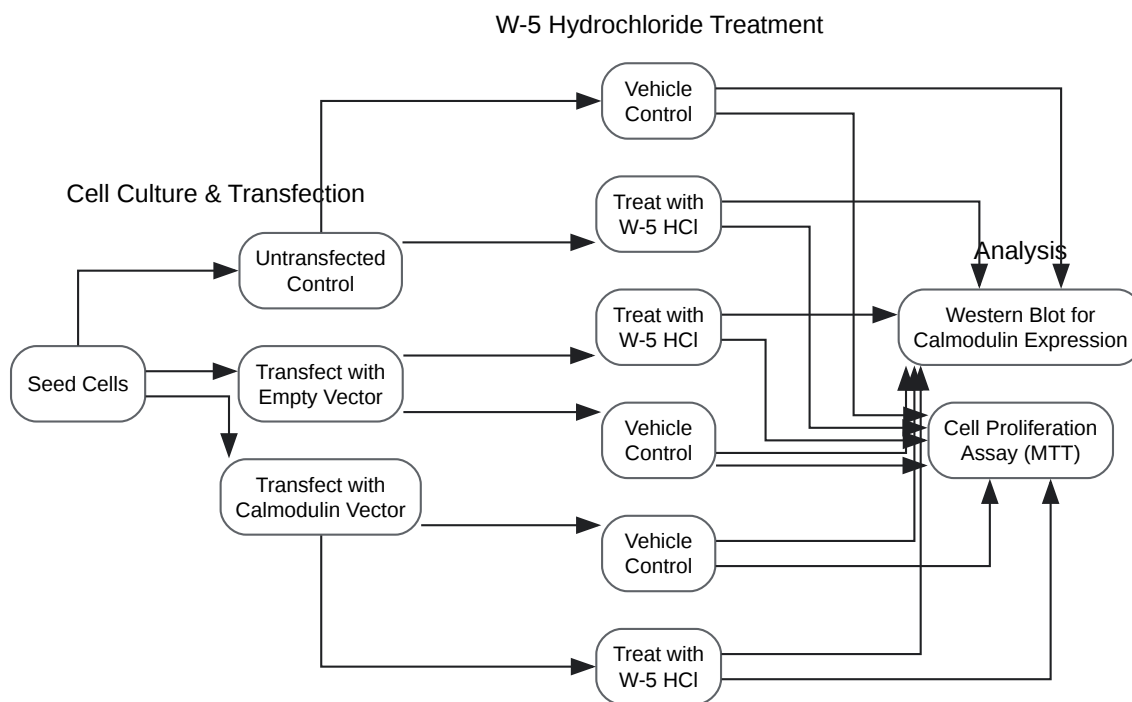 W-5 Hydrochloride Treatment
Cell Culture & Transfection
Analysis
Seed Cells
Untransfected
Control
Transfect with
Empty Vector
Transfect with
Calmodulin Vector
Vehicle
Control
Treat with
W-5 HCl
Treat with
W-5 HCl
Vehicle
Control
Vehicle
Control
Treat with
W-5 HCl
Western Blot for
Calmodulin Expression
Cell Proliferation
Assay (MTT)